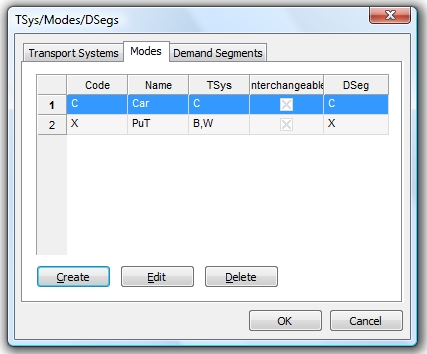 TSys/Modes/DSegs
Transport Systems Modes Demand Segments
Code Name TSys nterchangeable DSeg
1 C Car C C
2 X PuT B,W X
Create Edit Delete
OK Cancel